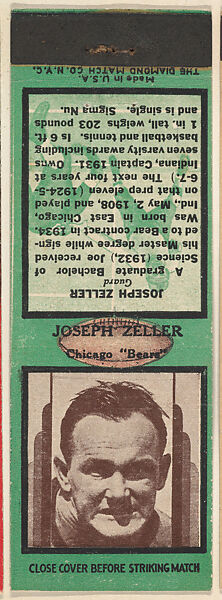 JOSEPH ZELLER
Guard
A graduate of Bachelor of
Science (1932,) Joe received
his Master degree while sign-
ed to a Bear contract in 1934
Was born in East Chicago,
Ind., May 2, 1908, and played
on that prep eleven (1924-5-
6-7.) The next four years at
Indiana, Captain 1931. Owns
seven varsity awards including
basketball and tennis. Is 6 ft.
1 in. tall, weighs 203 pounds
and is single, Sigma Nu.
Made in U.S.A.
THE DIAMOND MATCH CO. N.Y.C.
JOSEPH ZELLER
Chicago "Bears"
CLOSE COVER BEFORE STRIKING MATCH